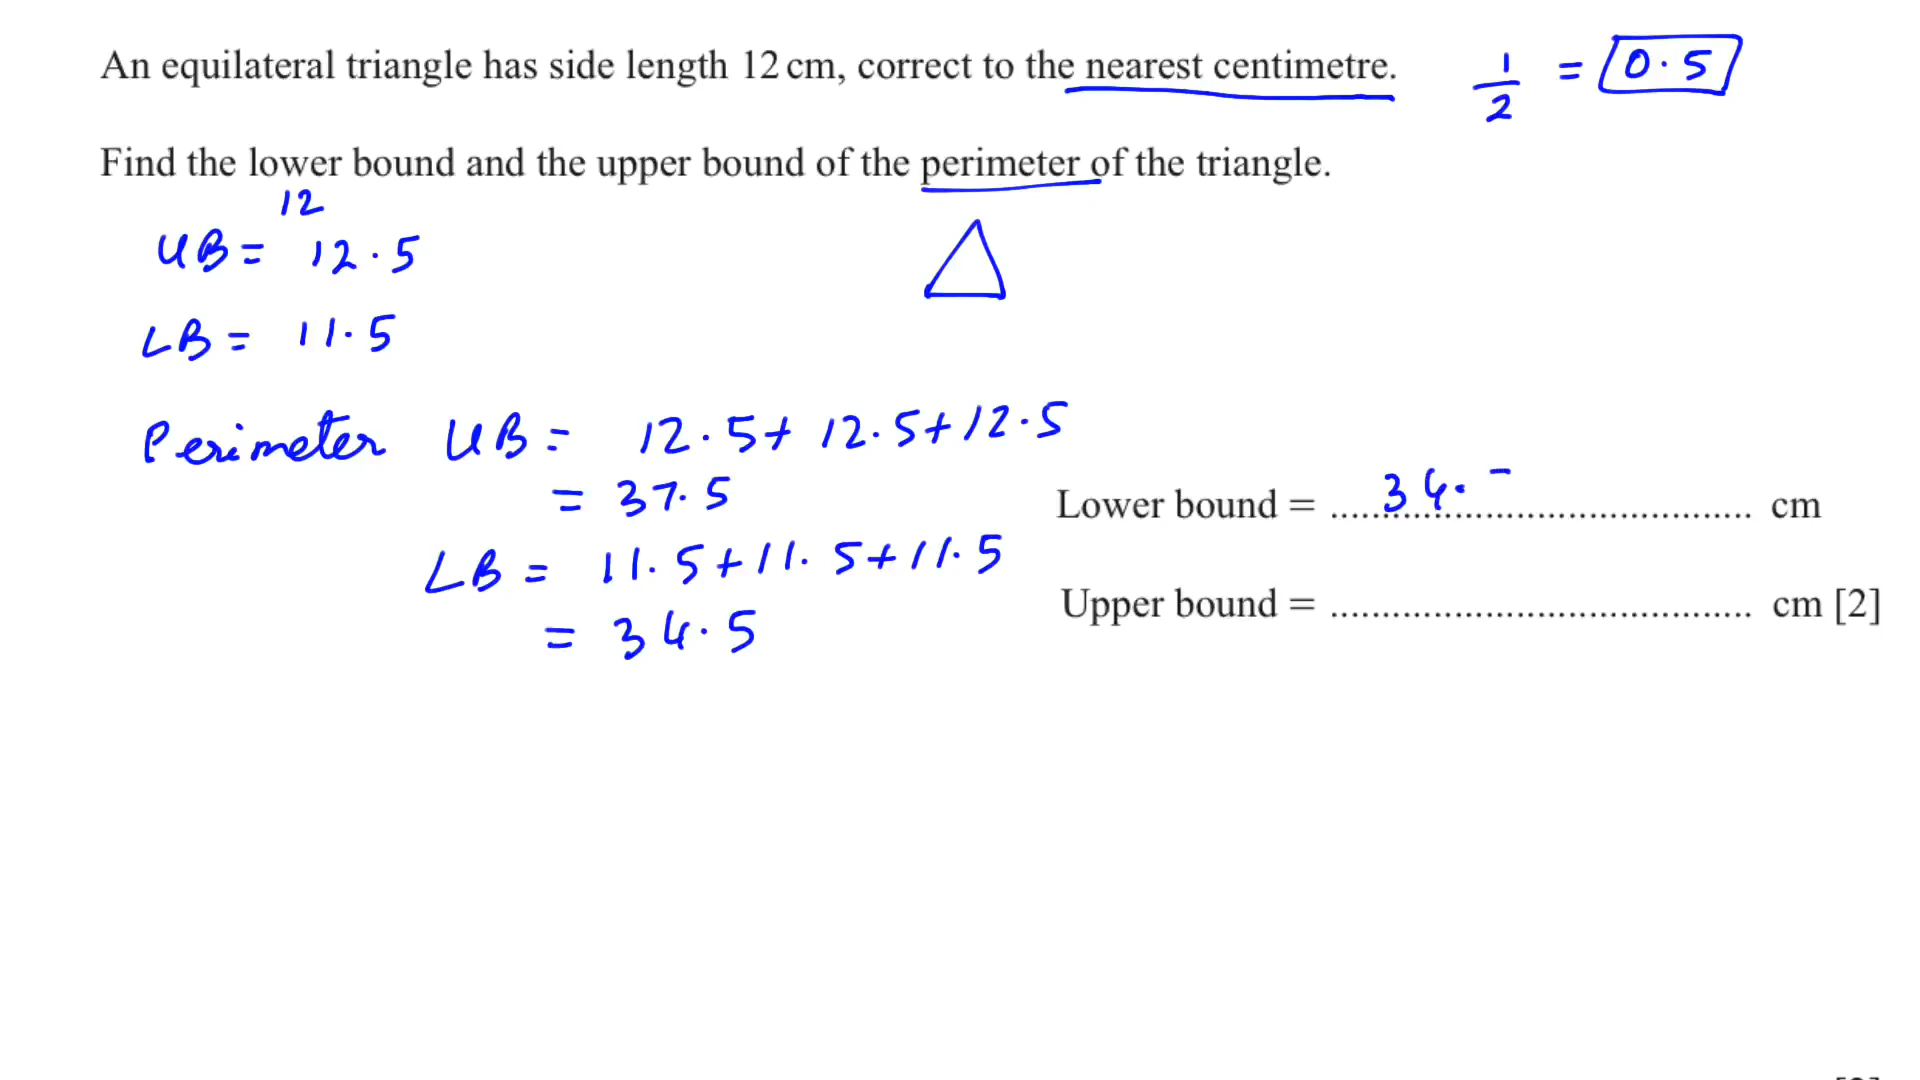 An equilateral triangle has side length 12 cm, correct to the nearest centimetre.
1/2 = 0.5
Find the lower bound and the upper bound of the perimeter of the triangle.
12
UB = 12.5
LB = 11.5
Perimeter UB = 12.5 + 12.5 + 12.5
= 37.5
LB = 11.5 + 11.5 + 11.5
= 34.5
Lower bound = ....34.................................... cm
Upper bound = ........................................ cm [2]